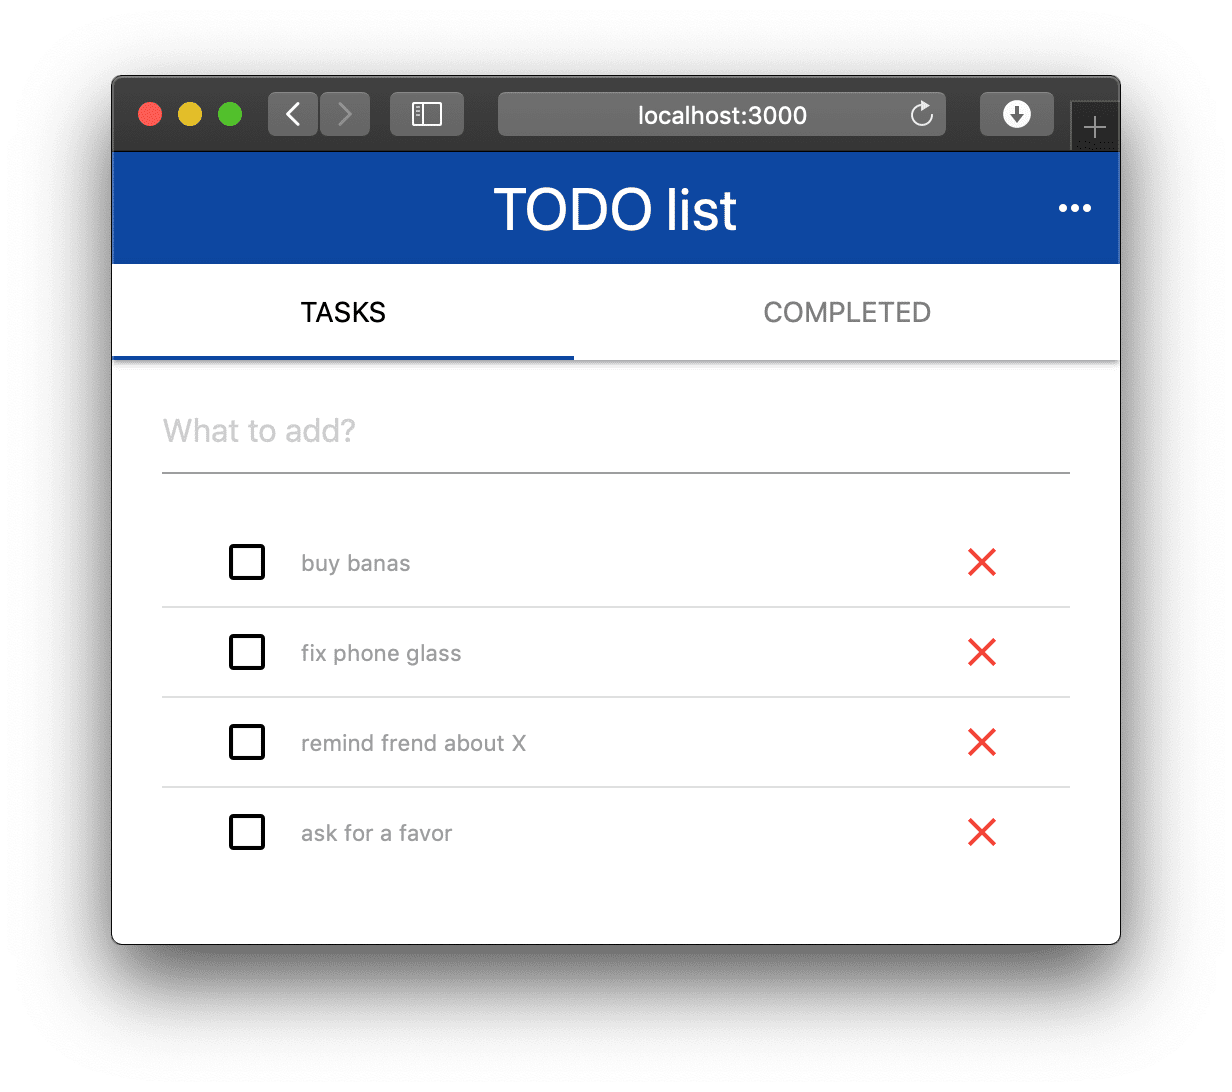 localhost:3000
TODO list
TASKS
COMPLETED
What to add?
buy banas
fix phone glass
remind frend about X
ask for a favor